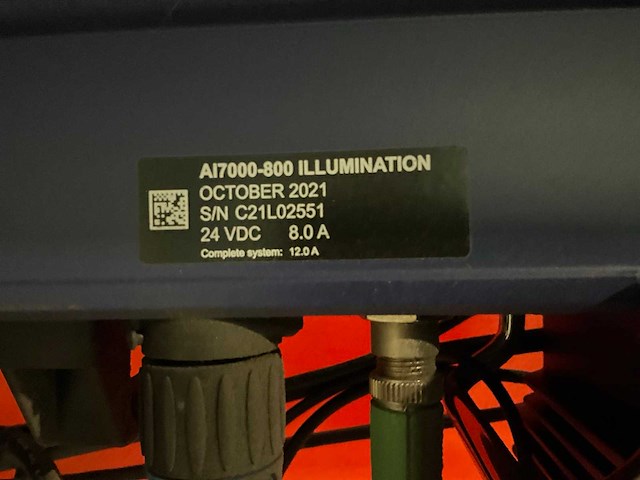 AI7000-800 ILLUMINATION
OCTOBER 2021
S/N C21L02551
24 VDC 8.0 A
Complete system: 12.0 A